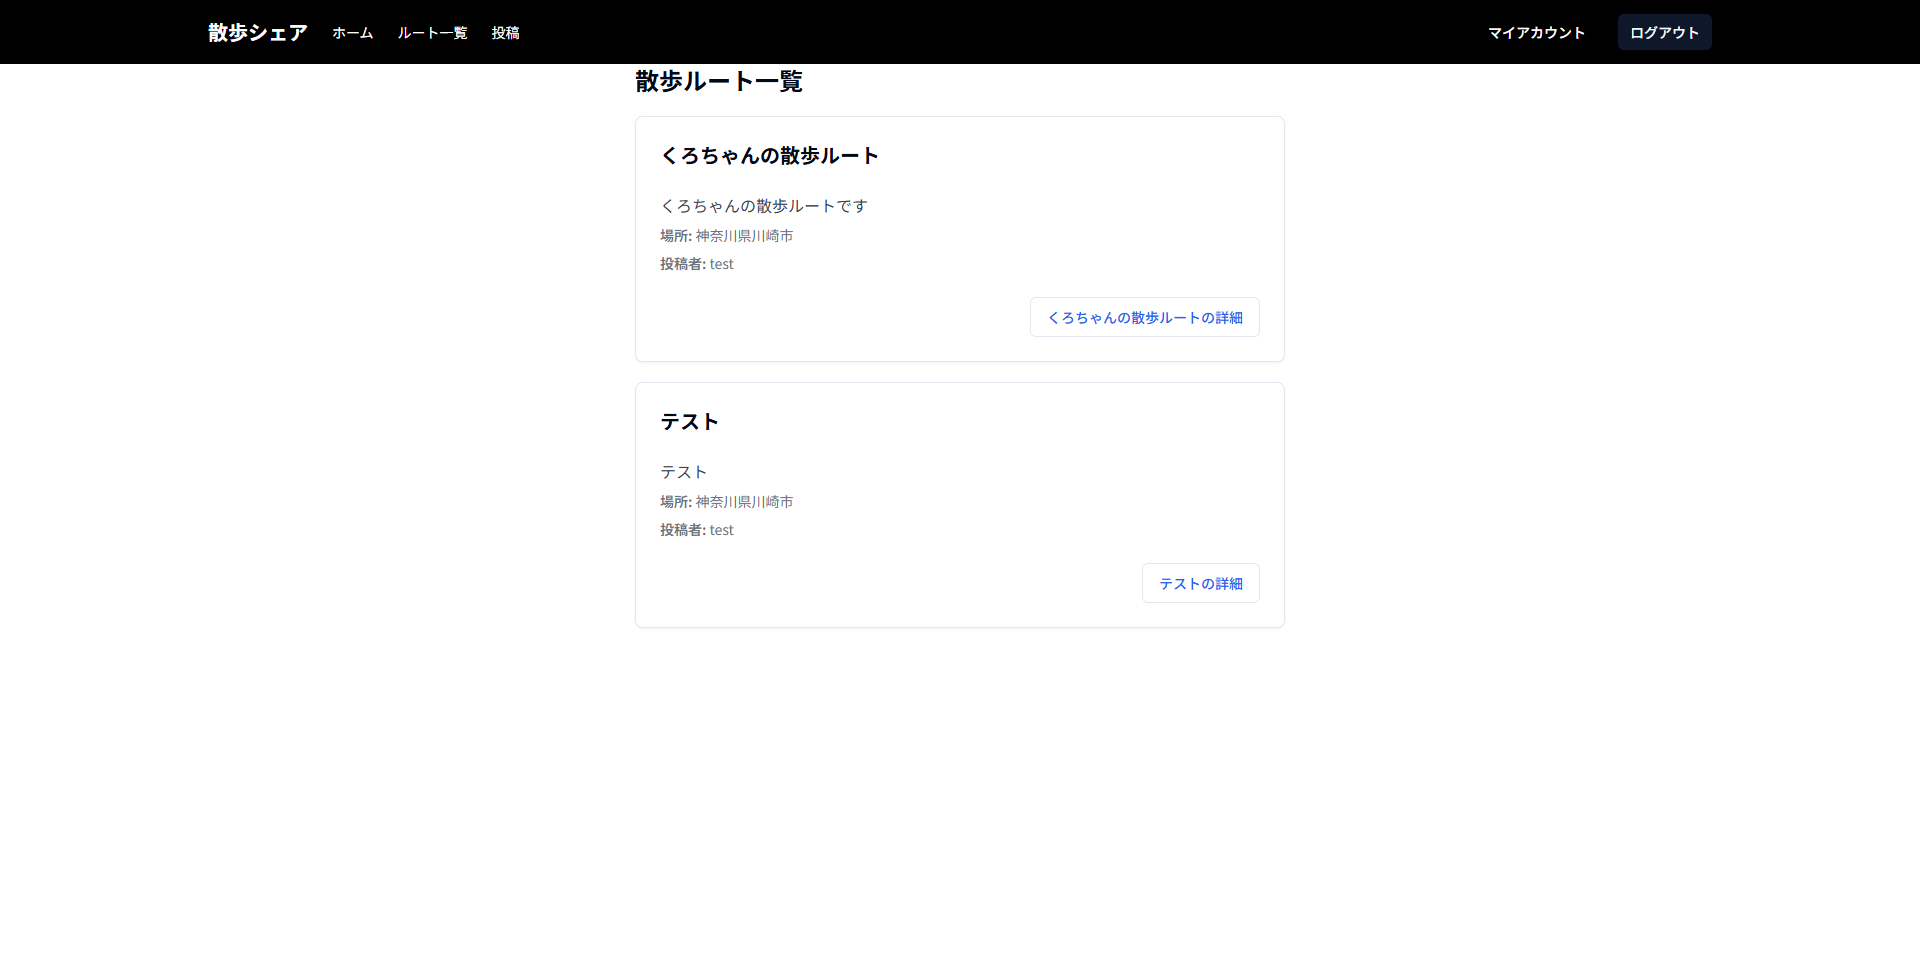 散歩シェア ホーム ルート一覧 投稿 マイアカウント ログアウト
散歩ルート一覧
くろちゃんの散歩ルート
くろちゃんの散歩ルートです
場所: 神奈川県川崎市
投稿者: test
くろちゃんの散歩ルートの詳細
テスト
テスト
場所: 神奈川県川崎市
投稿者: test
テストの詳細